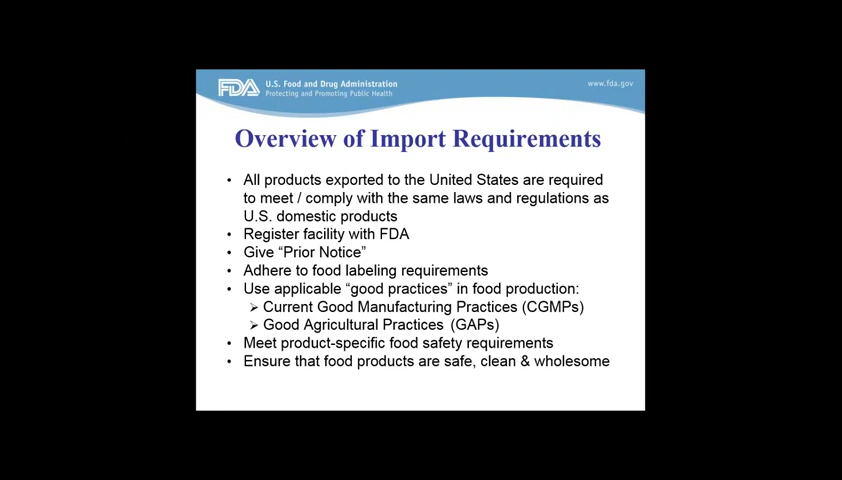 FDA U.S. Food and Drug Administration
Protecting and Promoting Public Health
www.fda.gov
Overview of Import Requirements
• All products exported to the United States are required
to meet / comply with the same laws and regulations as
U.S. domestic products
• Register facility with FDA
• Give “Prior Notice”
• Adhere to food labeling requirements
• Use applicable “good practices” in food production:
➢ Current Good Manufacturing Practices (CGMPs)
➢ Good Agricultural Practices (GAPs)
• Meet product-specific food safety requirements
• Ensure that food products are safe, clean & wholesome